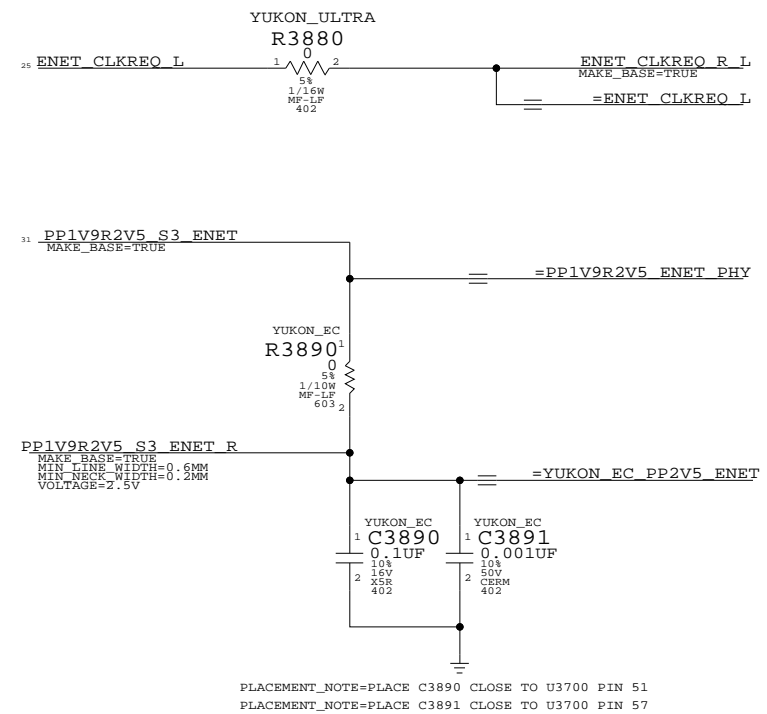 YUKON_ULTRA
R3880
0
25 ENET_CLKREQ_L 1 2 ENET_CLKREQ_R_L
5%
1/16W
MF-LF
402
MAKE_BASE=TRUE
=ENET_CLKREQ_L
31 PP1V9R2V5_S3_ENET
MAKE_BASE=TRUE
=PP1V9R2V5_ENET_PHY
YUKON_EC
R3890 1
0
5%
1/10W
MF-LF
603 2
PP1V9R2V5_S3_ENET_R
MAKE_BASE=TRUE
MIN_LINE_WIDTH=0.6MM
MIN_NECK_WIDTH=0.2MM
VOLTAGE=2.5V
=YUKON_EC_PP2V5_ENET
YUKON_EC
1 C3890
0.1UF
10%
16V
2 X5R
402
YUKON_EC
1 C3891
0.001UF
10%
50V
2 CERM
402
PLACEMENT_NOTE=PLACE C3890 CLOSE TO U3700 PIN 51
PLACEMENT_NOTE=PLACE C3891 CLOSE TO U3700 PIN 57